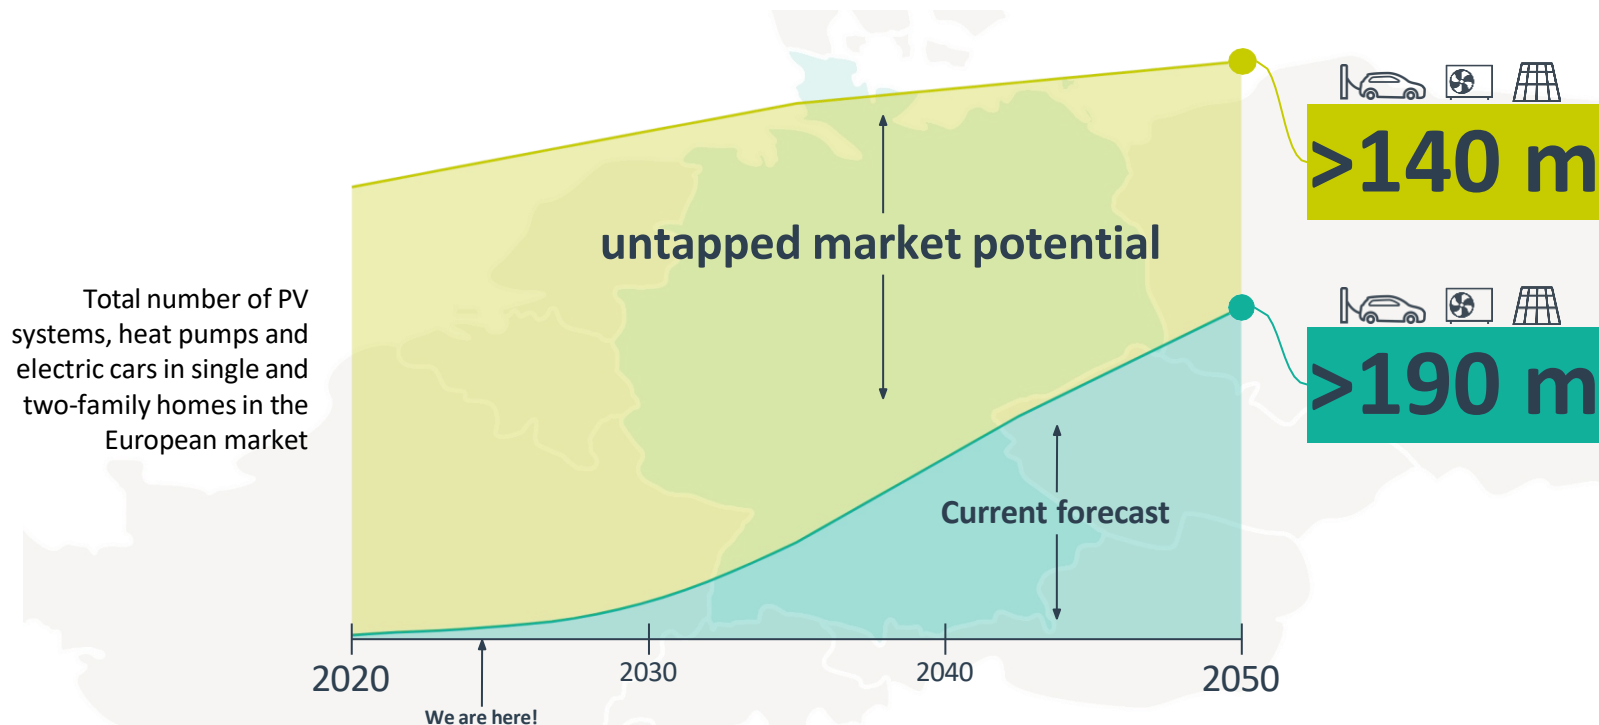 Total number of PV
systems, heat pumps and
electric cars in single and
two-family homes in the
European market
untapped market potential
Current forecast
>140 m
>190 m
2020
2030
2040
2050
We are here!